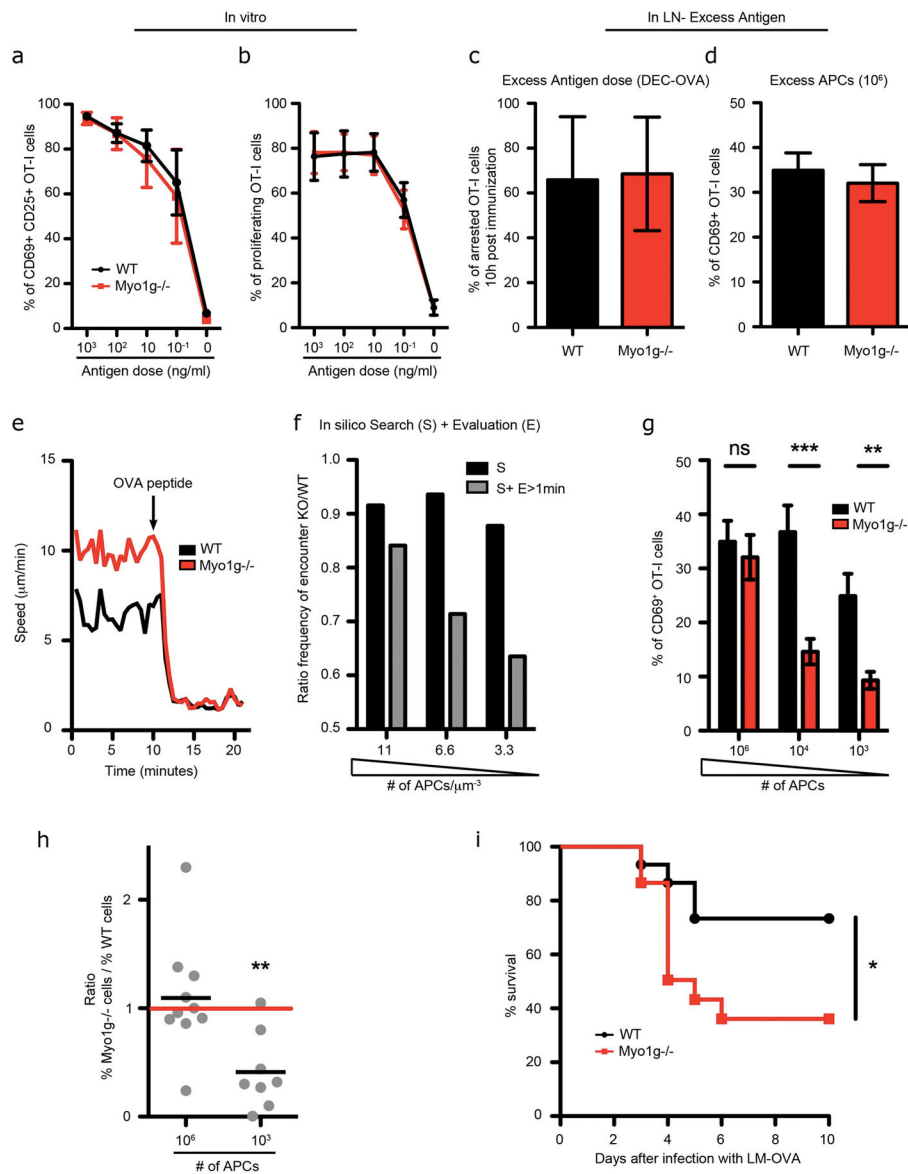 In vitro
In LN- Excess Antigen
a
b
c
d
Excess Antigen dose (DEC-OVA)
Excess APCs (10⁶)
% of CD69+ CD25+ OT-I cells
100
80
60
40
20
0
WT
Myo1g-/-
10³ 10² 10 10⁻¹ 0
Antigen dose (ng/ml)
% of proliferating OT-I cells
100
80
60
40
20
0
10³ 10² 10 10⁻¹ 0
Antigen dose (ng/ml)
% of arrested OT-I cells
10h post immunization
100
80
60
40
20
0
WT Myo1g-/-
% of CD69+ OT-I cells
50
40
30
20
10
0
WT Myo1g-/-
e
Speed (µm/min)
15
10
5
0
OVA peptide
WT
Myo1g-/-
0 5 10 15 20
Time (minutes)
f
In silico Search (S) + Evaluation (E)
Ratio frequency of encounter KO/WT
1.0
0.9
0.8
0.7
0.6
0.5
S
S+ E>1min
11 6.6 3.3
# of APCs/µm⁻³
g
ns *** **
% of CD69⁺ OT-I cells
50
40
30
20
10
0
WT
Myo1g-/-
10⁶ 10⁴ 10³
# of APCs
h
Ratio
% Myo1g-/- cells / % WT cells
2
1
0
**
10⁶ 10³
# of APCs
i
% survival
100
80
60
40
20
0
*
WT
Myo1g-/-
0 2 4 6 8 10
Days after infection with LM-OVA